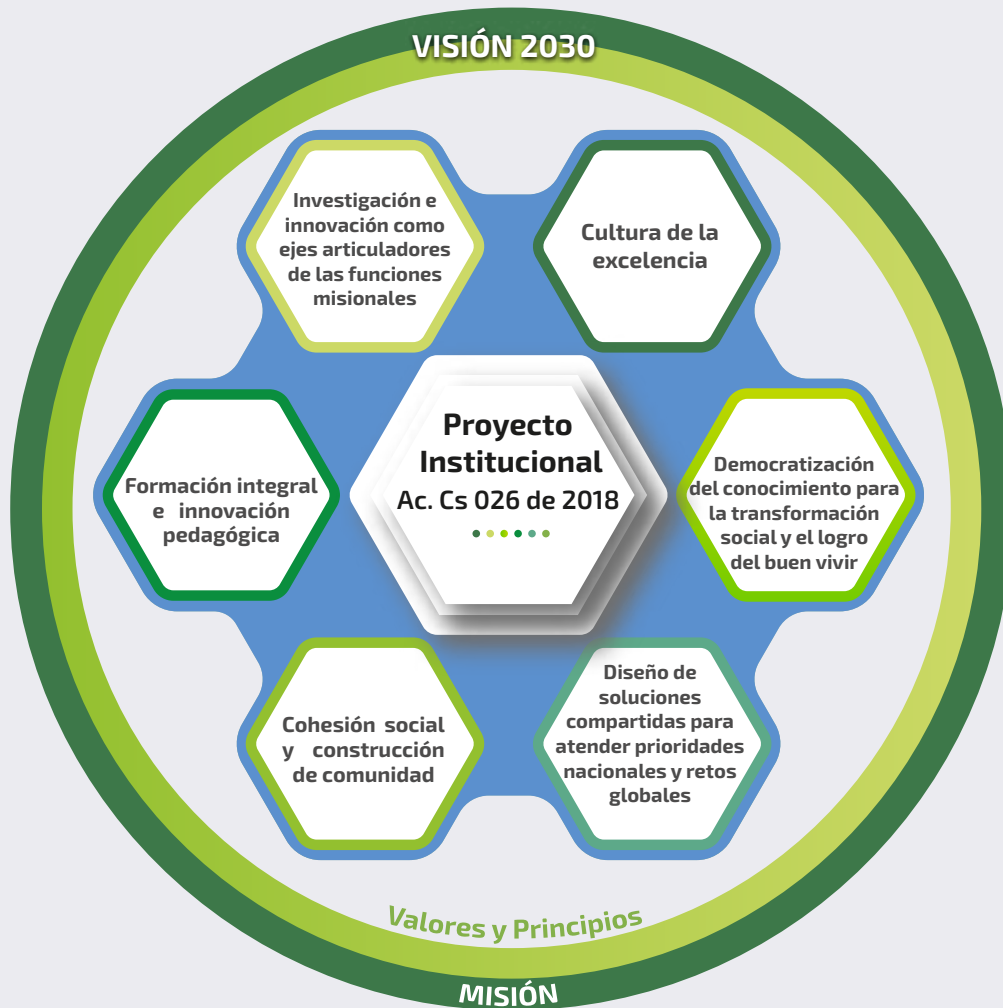 VISIÓN 2030
Investigación e
innovación como
ejes articuladores
de las funciones
misionales
Cultura de la
excelencia
Formación integral
e innovación
pedagógica
Proyecto
Institucional
Ac. Cs 026 de 2018
Democratización
del conocimiento para
la transformación
social y el logro
del buen vivir
Cohesión social
y construcción
de comunidad
Diseño de
soluciones
compartidas para
atender prioridades
nacionales y retos
globales
Valores y Principios
MISIÓN